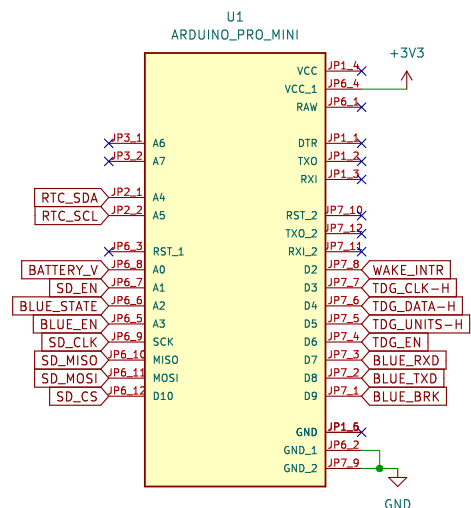 U1
ARDUINO_PRO_MINI
+3V3
VCC JP1_4
VCC_1 JP6_4
RAW JP6_1
JP3_1 A6 DTR JP1_1
JP3_2 A7 TXO JP1_2
RXI JP1_3
RTC_SDA JP2_1 A4
RTC_SCL JP2_2 A5 RST_2 JP7_10
TXO_2 JP7_12
JP6_3 RST_1 RXI_2 JP7_11
BATTERY_V JP6_8 A0 D2 JP7_8 WAKE_INTR
SD_EN JP6_7 A1 D3 JP7_7 TDG_CLK-H
BLUE_STATE JP6_6 A2 D4 JP7_6 TDG_DATA-H
BLUE_EN JP6_5 A3 D5 JP7_5 TDG_UNITS-H
SD_CLK JP6_9 SCK D6 JP7_4 TDG_EN
SD_MISO JP6_10 MISO D7 JP7_3 BLUE_RXD
SD_MOSI JP6_11 MOSI D8 JP7_2 BLUE_TXD
SD_CS JP6_12 D10 D9 JP7_1 BLUE_BRK
GND
GND_1 JP6_2
GND_2 JP7_9
GND